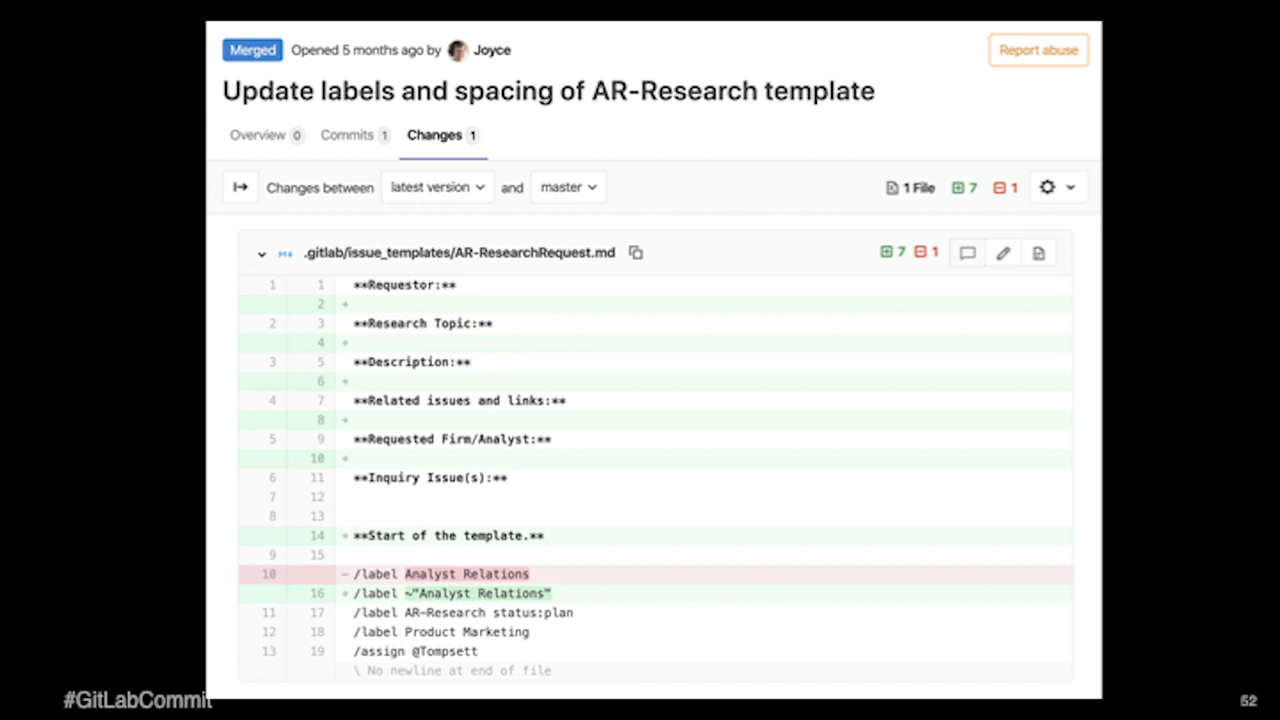 Merged Opened 5 months ago by Joyce Report abuse
Update labels and spacing of AR-Research template
Overview 0 Commits 1 Changes 1
Changes between latest version and master 1 File 7 1
.gitlab/issue_templates/AR-ResearchRequest.md 7 1
1 1 **Requestor:**
2 +
2 3 **Research Topic:**
4 +
3 5 **Description:**
6 +
4 7 **Related issues and links:**
8 +
5 9 **Requested Firm/Analyst:**
10 +
6 11 **Inquiry Issue(s):**
7 12
8 13
14 + **Start of the template.**
9 15
10 - /label Analyst Relations
16 + /label ~"Analyst Relations"
11 17 /label AR-Research status:plan
12 18 /label Product Marketing
13 19 /assign @Tompsett
\ No newline at end of file
#GitLabCommit 52